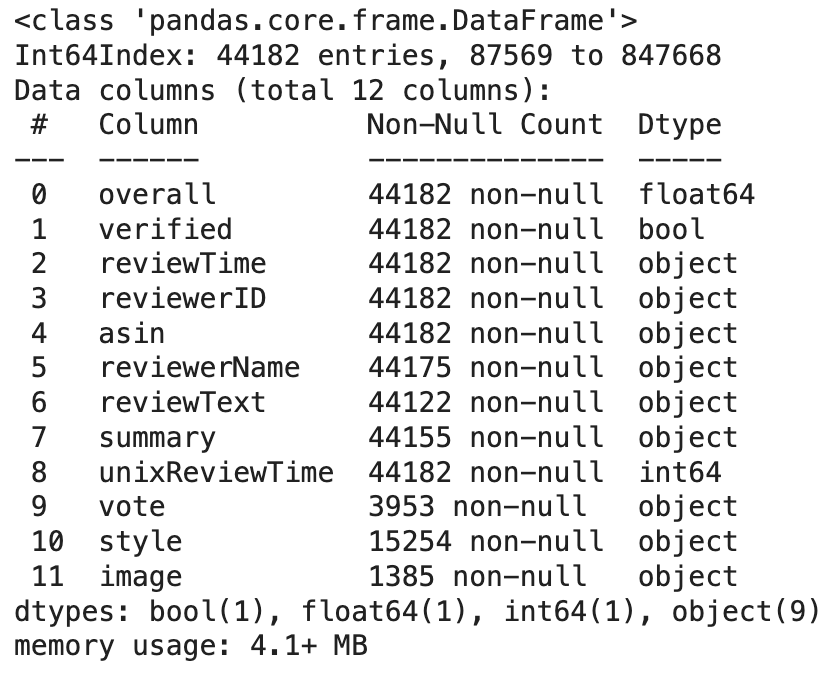 <class 'pandas.core.frame.DataFrame'>
Int64Index: 44182 entries, 87569 to 847668
Data columns (total 12 columns):
 #   Column          Non-Null Count  Dtype
---  ------          --------------  -----
 0   overall         44182 non-null  float64
 1   verified        44182 non-null  bool
 2   reviewTime      44182 non-null  object
 3   reviewerID      44182 non-null  object
 4   asin            44182 non-null  object
 5   reviewerName    44175 non-null  object
 6   reviewText      44122 non-null  object
 7   summary         44155 non-null  object
 8   unixReviewTime  44182 non-null  int64
 9   vote            3953 non-null   object
 10  style           15254 non-null  object
 11  image           1385 non-null   object
dtypes: bool(1), float64(1), int64(1), object(9)
memory usage: 4.1+ MB